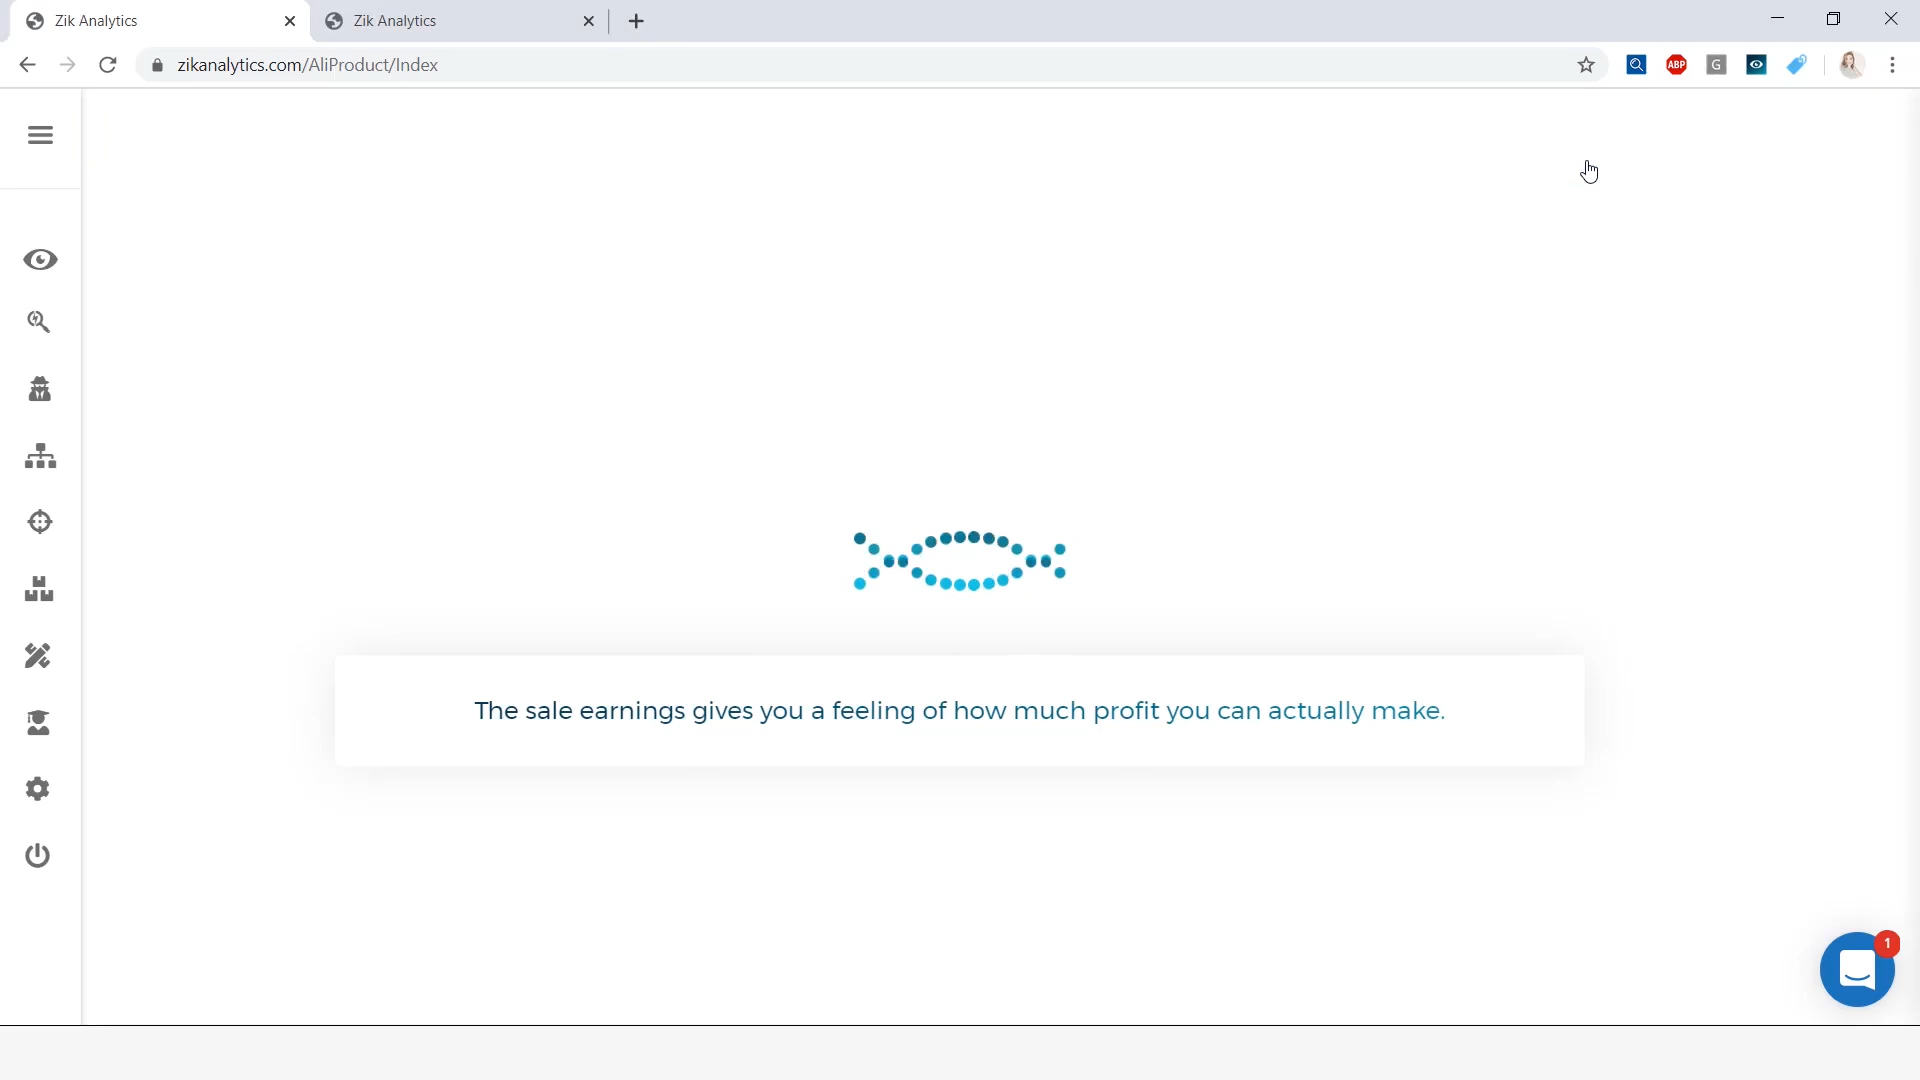 Zik Analytics
Zik Analytics
zikanalytics.com/AliProduct/Index
ABP
G
The sale earnings gives you a feeling of how much profit you can actually make.
1